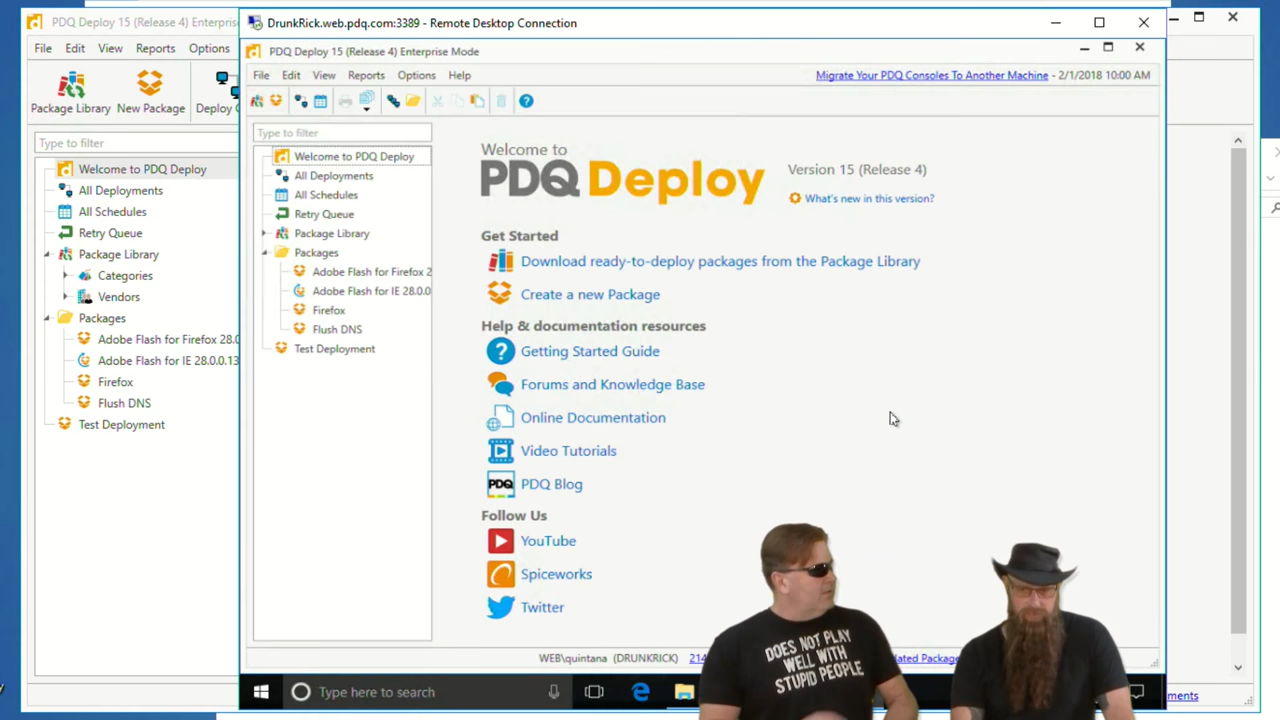 PDQ Deploy 15 (Release 4) Enterprise
File Edit View Reports Options
Package Library New Package Deploy
Type to filter
Welcome to PDQ Deploy
All Deployments
All Schedules
Retry Queue
Package Library
Categories
Vendors
Packages
Adobe Flash for Firefox 28.0
Adobe Flash for IE 28.0.0.13
Firefox
Flush DNS
Test Deployment
DrunkRick.web.pdq.com:3389 - Remote Desktop Connection
PDQ Deploy 15 (Release 4) Enterprise Mode
File Edit View Reports Options Help
Migrate Your PDQ Consoles To Another Machine - 2/1/2018 10:00 AM
Type to filter
Welcome to PDQ Deploy
All Deployments
All Schedules
Retry Queue
Package Library
Packages
Adobe Flash for Firefox 2
Adobe Flash for IE 28.0.0
Firefox
Flush DNS
Test Deployment
Welcome to
PDQ Deploy
Version 15 (Release 4)
What's new in this version?
Get Started
Download ready-to-deploy packages from the Package Library
Create a new Package
Help & documentation resources
Getting Started Guide
Forums and Knowledge Base
Online Documentation
Video Tutorials
PDQ
PDQ Blog
Follow Us
YouTube
Spiceworks
Twitter
DOES NOT PLAY
WELL WITH
STUPID PEOPLE
WEB\quintana (DRUNKRICK) 214
lated Package
Type here to search
ments